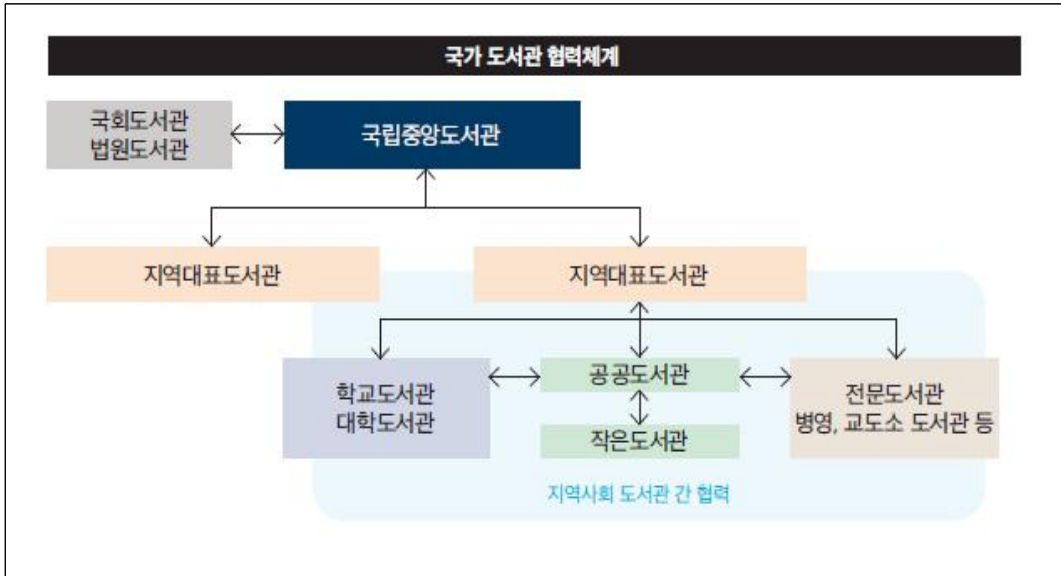 국가 도서관 협력체계
국회도서관
법원도서관
국립중앙도서관
지역대표도서관
지역대표도서관
학교도서관
대학도서관
공공도서관
작은도서관
전문도서관
병영, 교도소 도서관 등
지역사회 도서관 간 협력